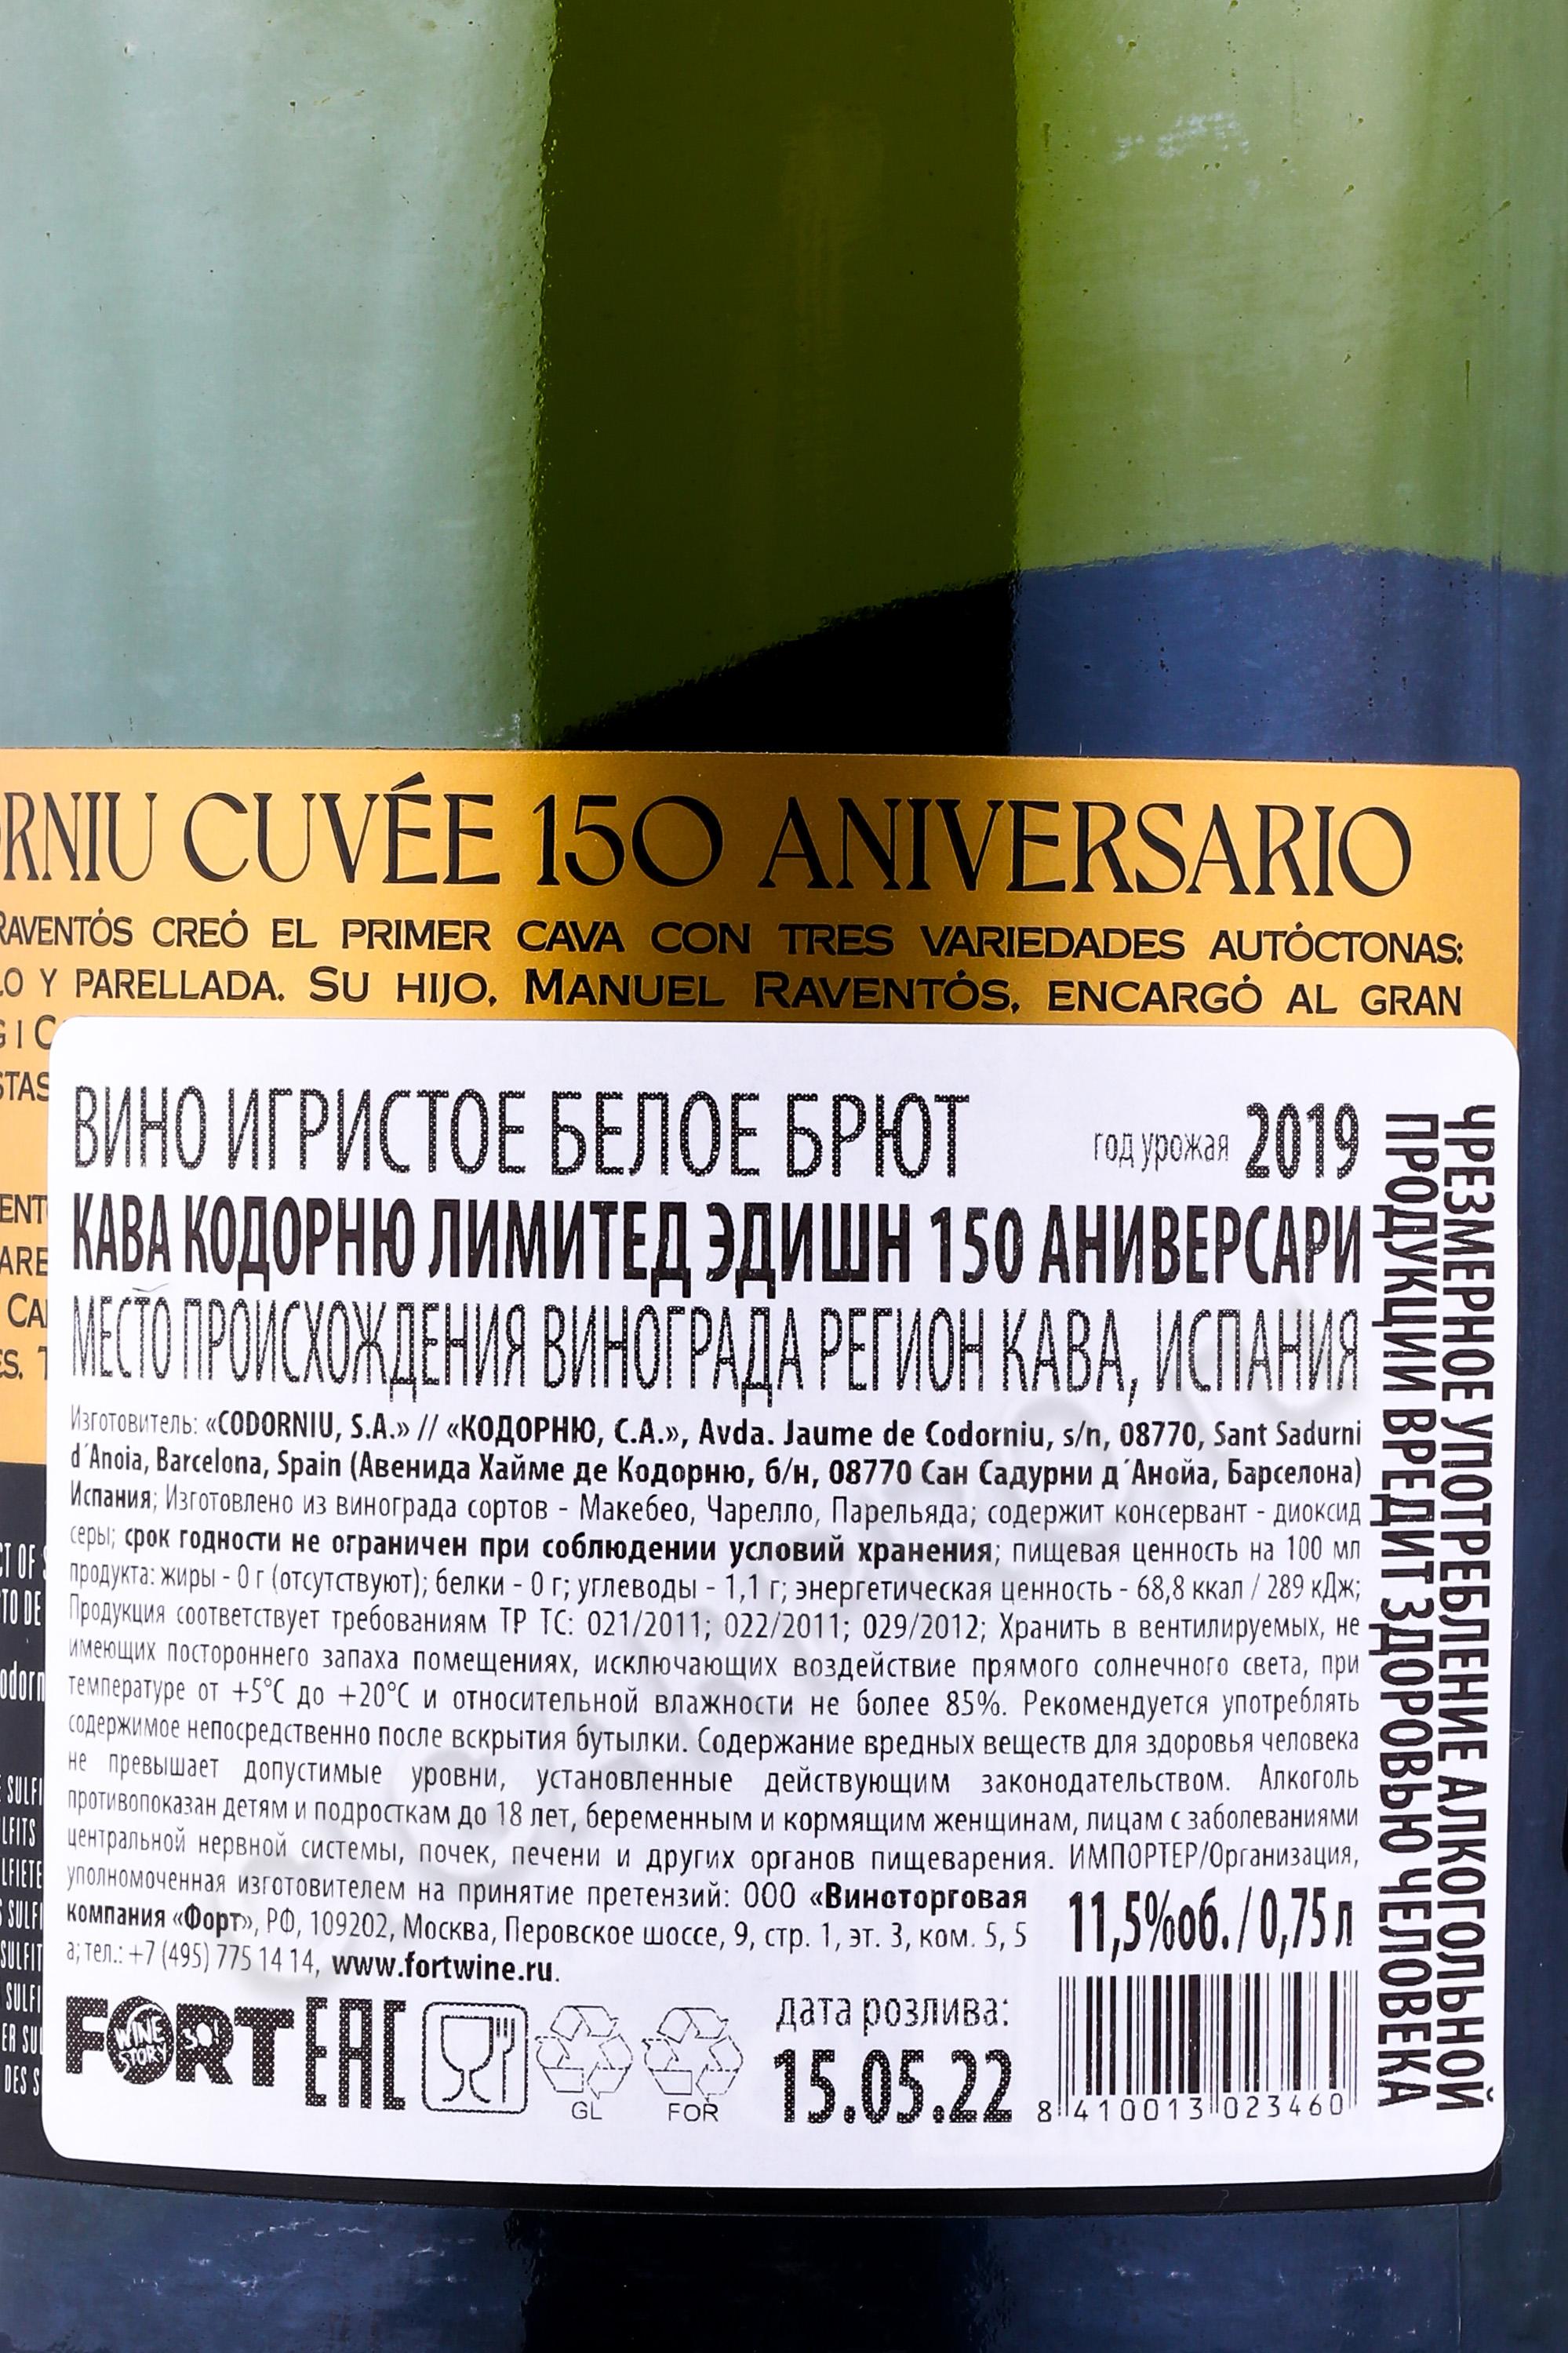 CUVÉE 150 ANIVERSARIO
RAVENTÓS CREÓ EL PRIMER CAVA CON TRES VARIEDADES AUTÓCTONAS:
Y PARELLADA. SU HIJO, MANUEL RAVENTÓS, ENCARGÓ AL GRAN
ВИНО ИГРИСТОЕ БЕЛОЕ БРЮТ год урожая 2019
КАВА КОДОРНЮ ЛИМИТЕД ЭДИШН 150 АНИВЕРСАРИ
МЕСТО ПРОИСХОЖДЕНИЯ ВИНОГРАДА РЕГИОН КАВА, ИСПАНИЯ
Изготовитель: «CODORNIU, S.A.» // «КОДОРНЮ, С.А.», Avda. Jaume de Codorniu, s/n, 08770, Sant Sadurni
d´Anoia, Barcelona, Spain (Авенида Хайме де Кодорню, б/н, 08770 Сан Садурни д´Анойа, Барселона)
Испания; Изготовлено из винограда сортов - Макебео, Чарелло, Парельяда; содержит консервант - диоксид
серы; срок годности не ограничен при соблюдении условий хранения; пищевая ценность на 100 мл
продукта: жиры - 0 г (отсутствуют); белки - 0 г; углеводы - 1,1 г; энергетическая ценность - 68,8 ккал / 289 кДж;
Продукция соответствует требованиям ТР ТС: 021/2011; 022/2011; 029/2012; Хранить в вентилируемых, не
имеющих постороннего запаха помещениях, исключающих воздействие прямого солнечного света, при
температуре от +5°С до +20°С и относительной влажности не более 85%. Рекомендуется употреблять
содержимое непосредственно после вскрытия бутылки. Содержание вредных веществ для здоровья человека
не превышает допустимые уровни, установленные действующим законодательством. Алкоголь
противопоказан детям и подросткам до 18 лет, беременным и кормящим женщинам, лицам с заболеваниями
центральной нервной системы, почек, печени и других органов пищеварения. ИМПОРТЕР/Организация,
уполномоченная изготовителем на принятие претензий: ООО «Виноторговая
компания «Форт», РФ, 109202, Москва, Перовское шоссе, 9, стр. 1, эт. 3, ком. 5, 5
а; тел.: +7 (495) 775 14 14, www.fortwine.ru.
11,5%об. / 0,75 л
FORT WINE STORY EAC
GL FOR
дата розлива:
15.05.22
8 410013 023460
ЧРЕЗМЕРНОЕ УПОТРЕБЛЕНИЕ АЛКОГОЛЬНОЙ
ПРОДУКЦИИ ВРЕДИТ ЗДОРОВЬЮ ЧЕЛОВЕКА